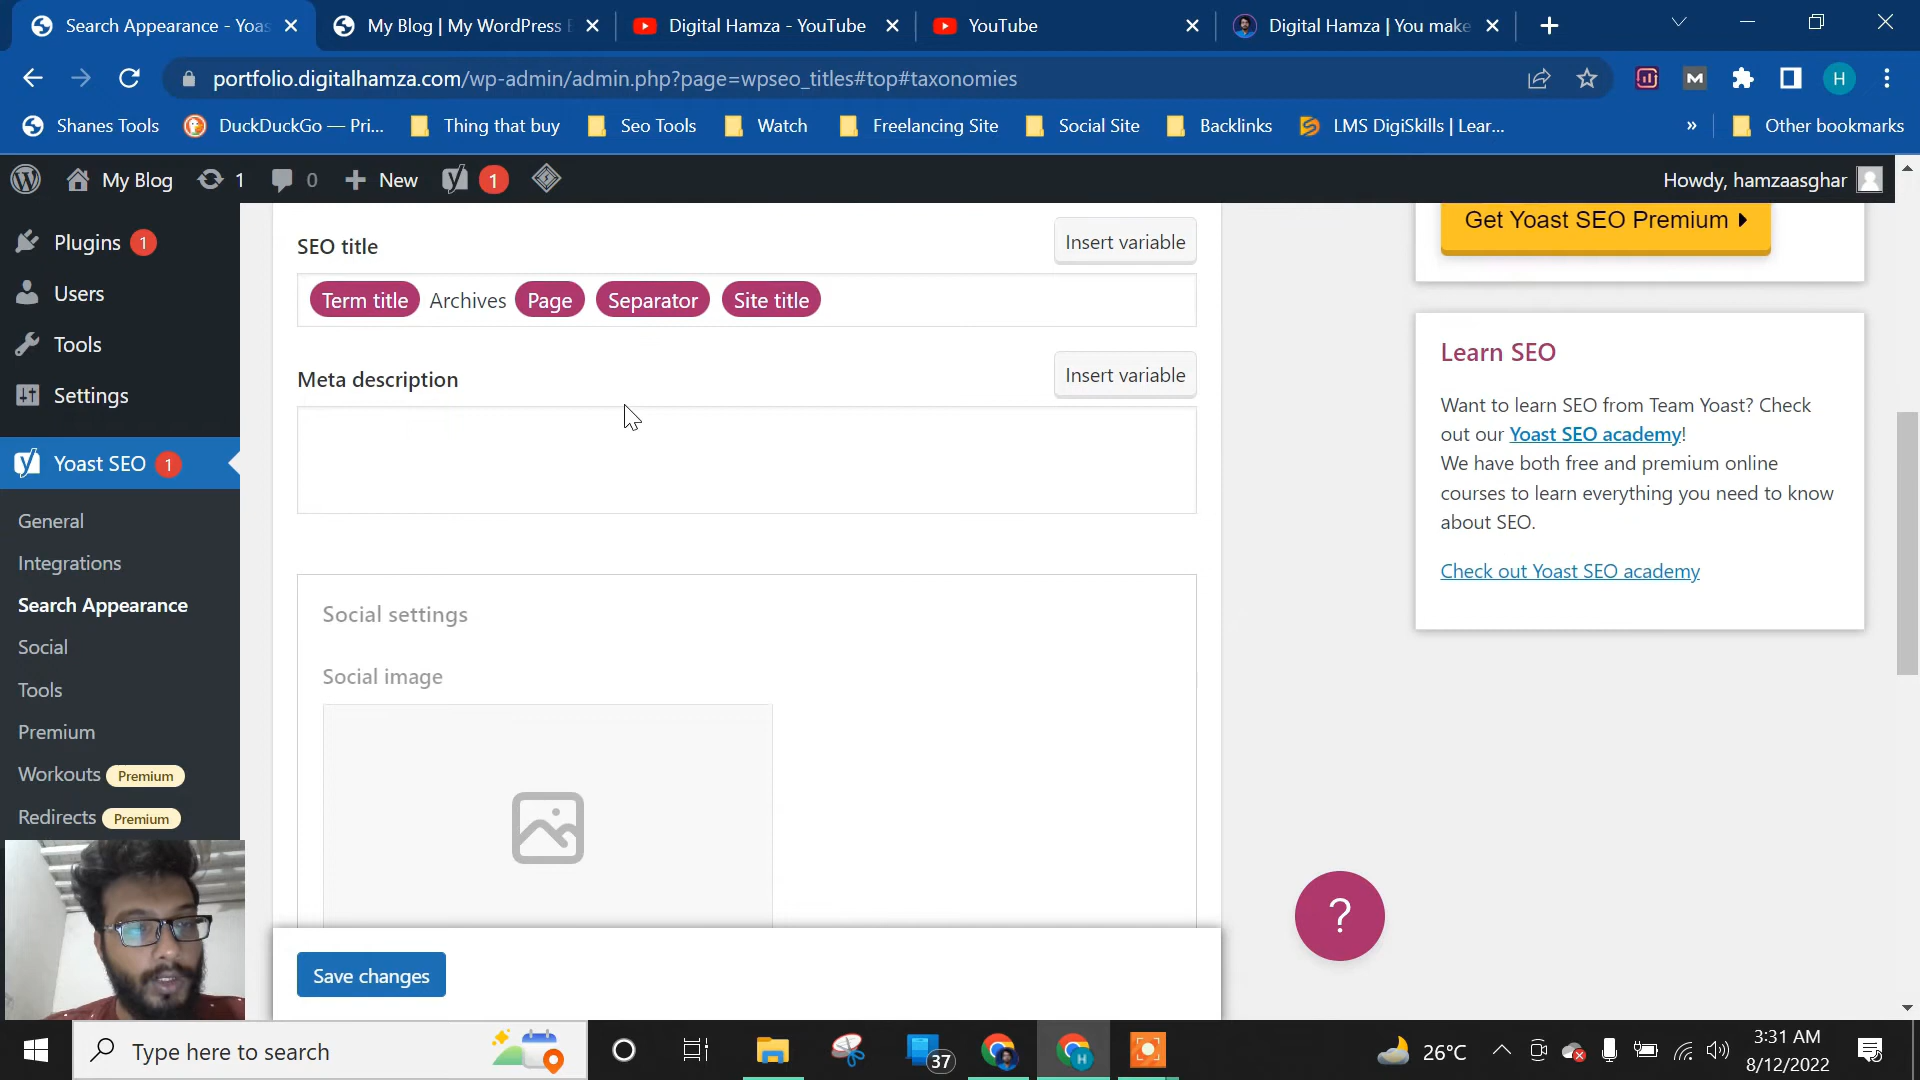 Search Appearance - Yoas
My Blog | My WordPress B
Digital Hamza - YouTube
YouTube
Digital Hamza | You make
portfolio.digitalhamza.com/wp-admin/admin.php?page=wpseo_titles#top#taxonomies
M
H
Shanes Tools
DuckDuckGo — Pri...
Thing that buy
Seo Tools
Watch
Freelancing Site
Social Site
Backlinks
LMS DigiSkills | Lear...
»
Other bookmarks
My Blog
1
0
New
1
Howdy, hamzaasghar
Plugins 1
Users
Tools
Settings
Yoast SEO 1
General
Integrations
Search Appearance
Social
Tools
Premium
Workouts Premium
Redirects Premium
SEO title
Insert variable
Term title Archives Page Separator Site title
Meta description
Insert variable
Social settings
Social image
Save changes
Get Yoast SEO Premium
Learn SEO
Want to learn SEO from Team Yoast? Check
out our Yoast SEO academy!
We have both free and premium online
courses to learn everything you need to know
about SEO.
Check out Yoast SEO academy
?
Type here to search
37
H
26°C
3:31 AM
8/12/2022